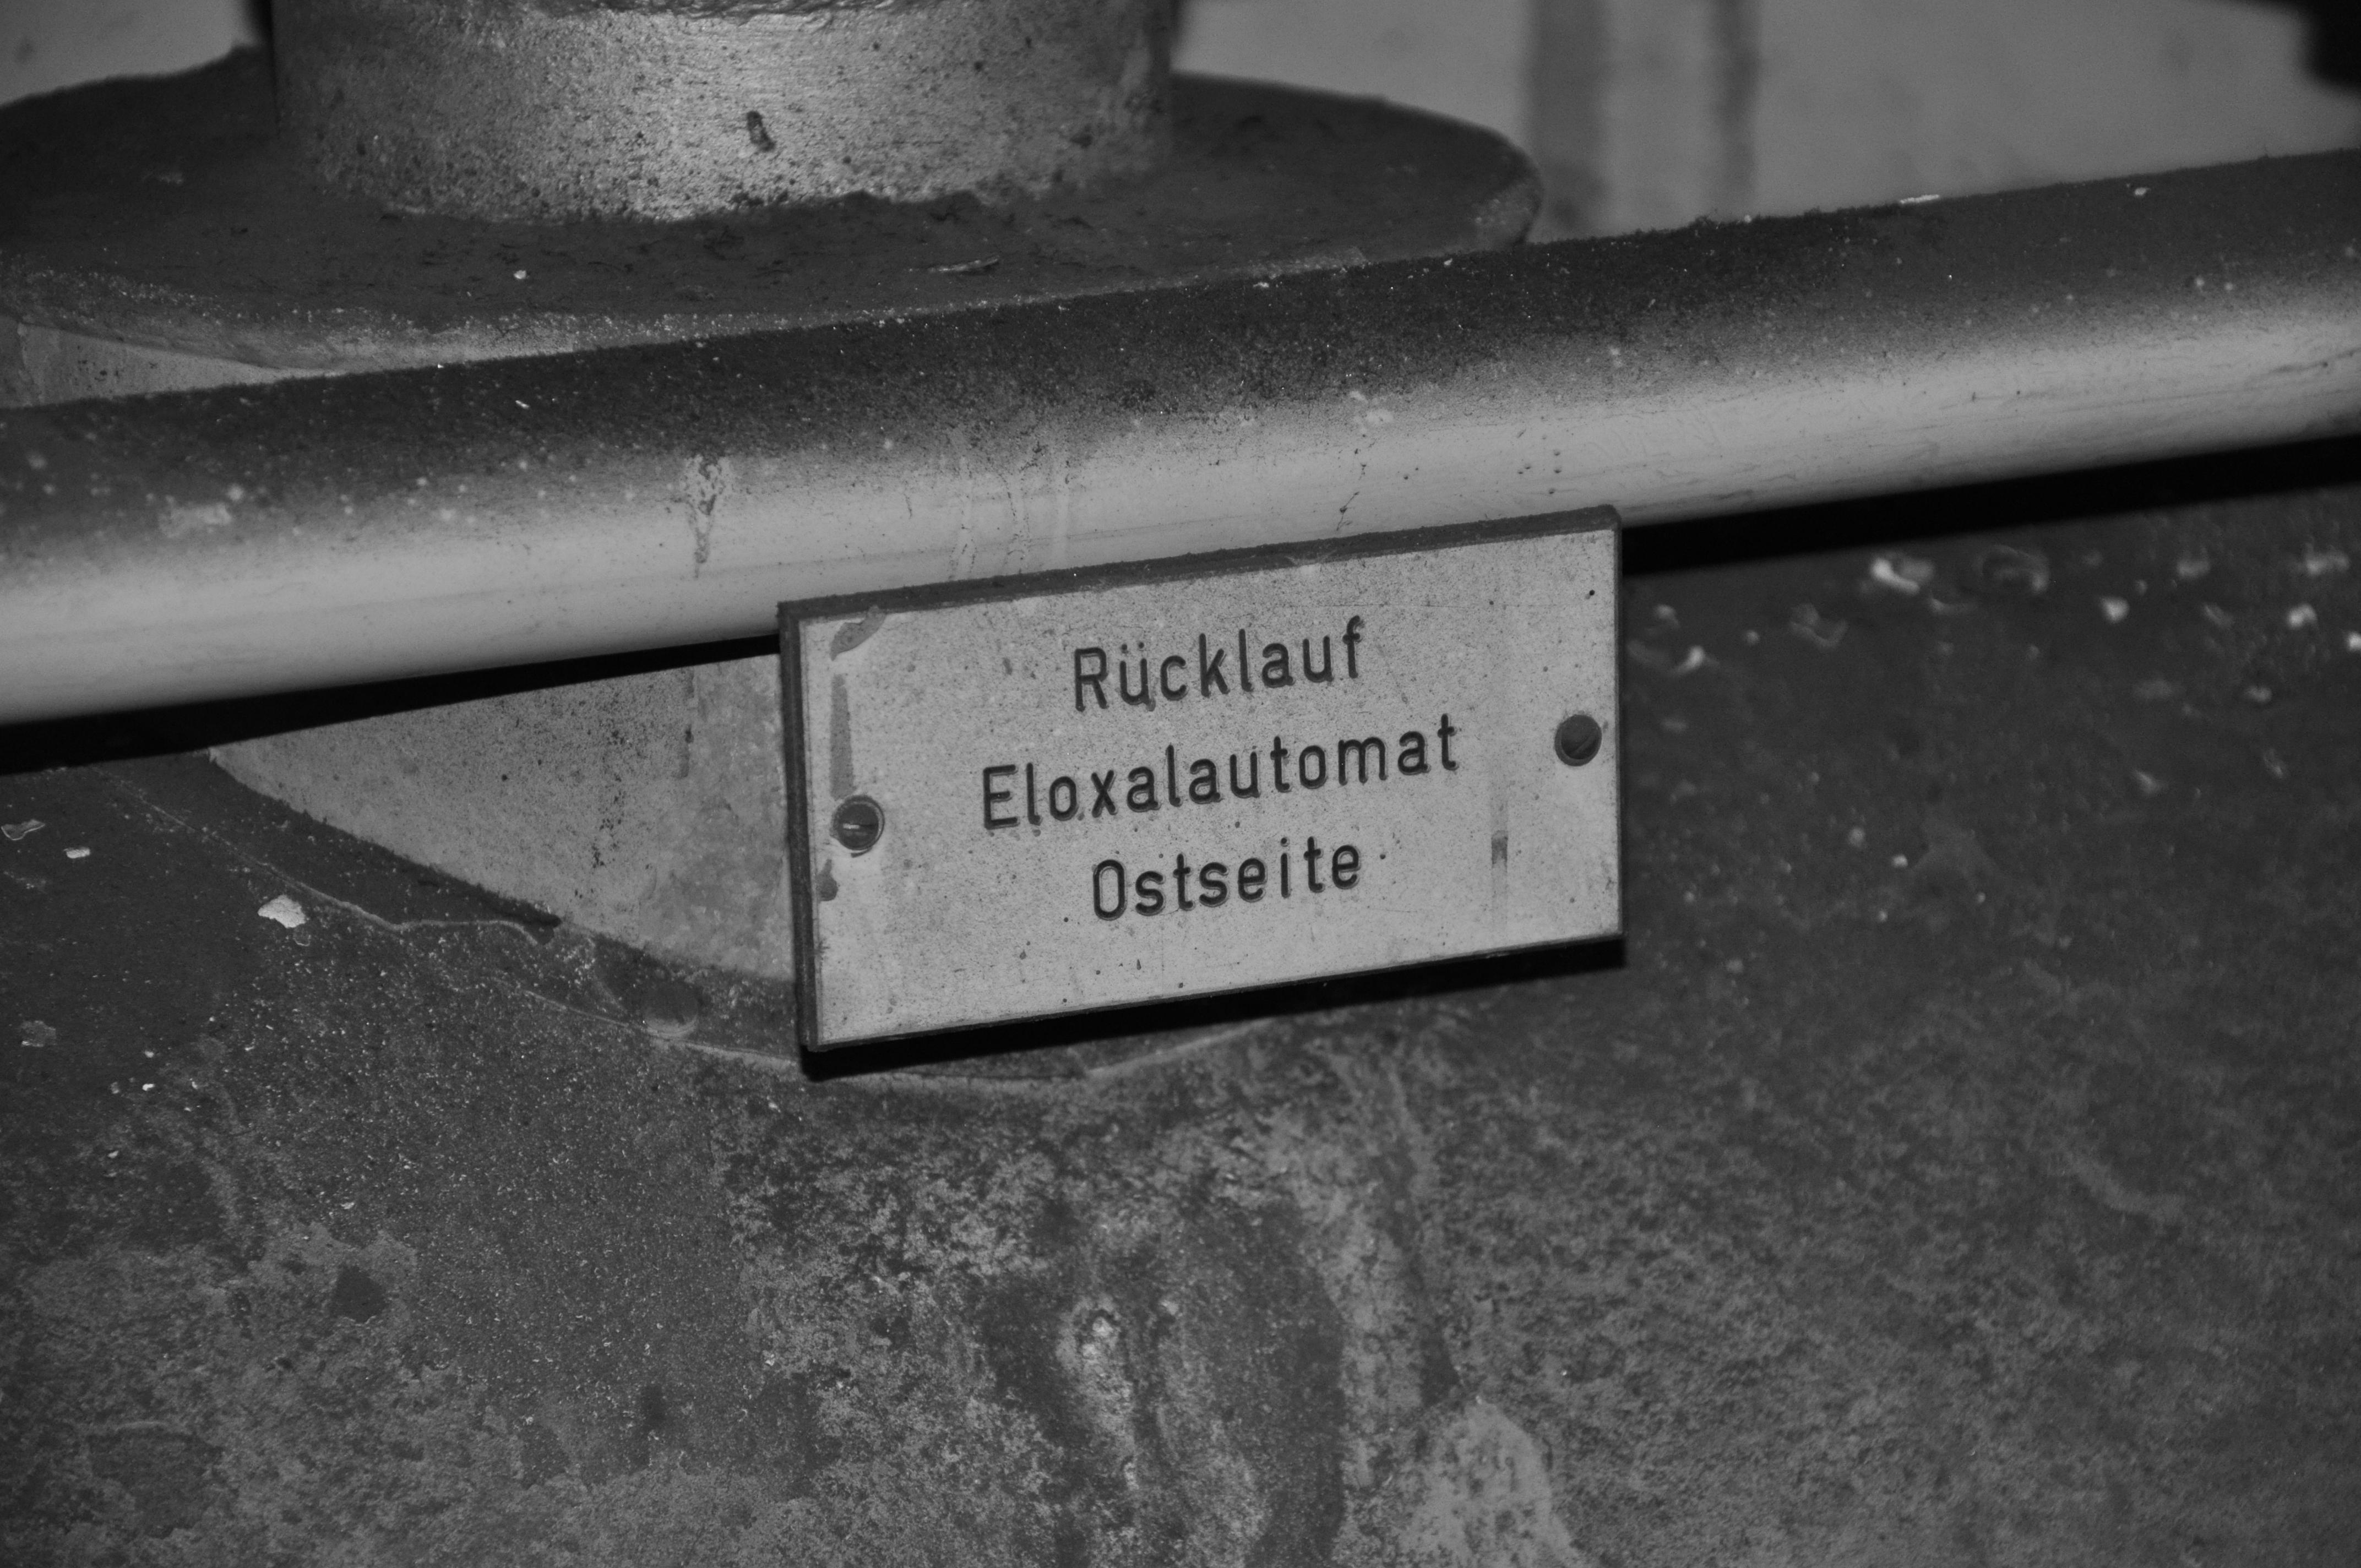 Rücklauf
Eloxalautomat
Ostseite